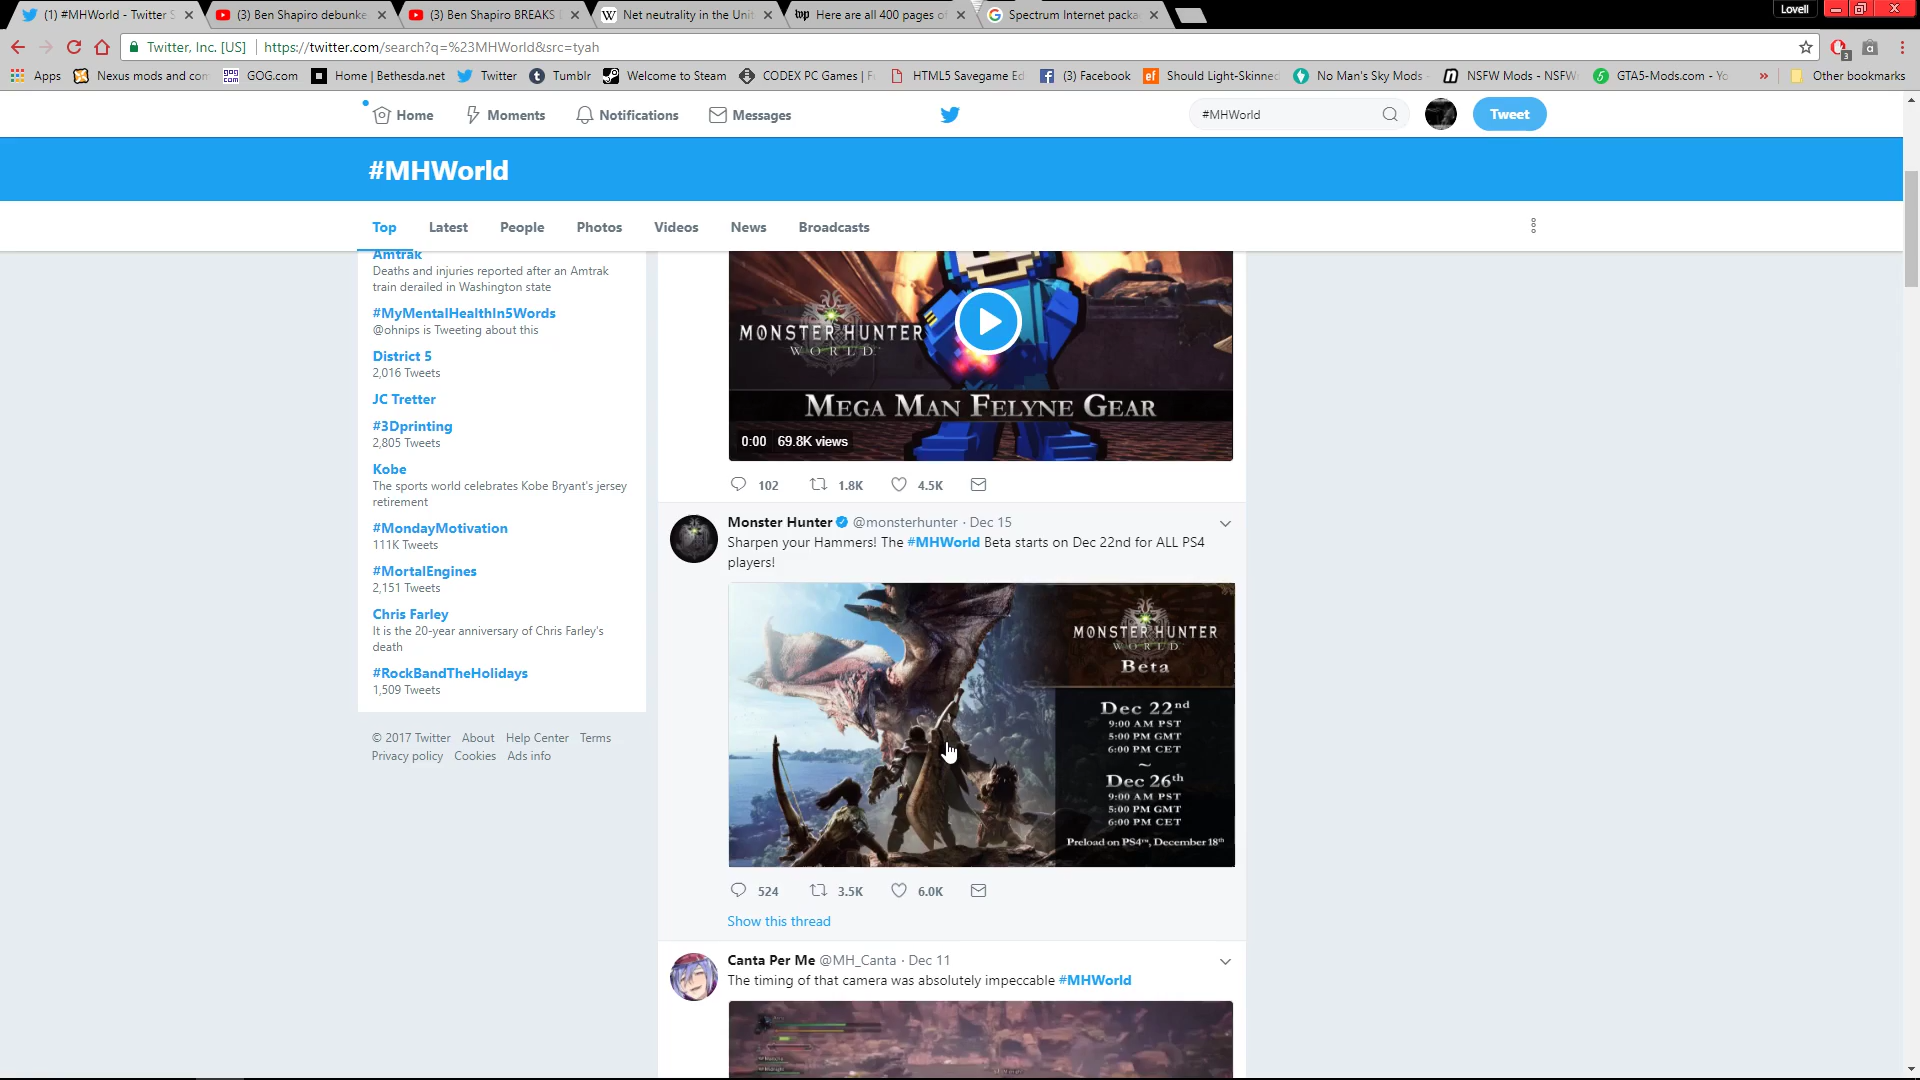 (1) #MHWorld - Twitter S
(3) Ben Shapiro debunke
(3) Ben Shapiro BREAKS
Net neutrality in the Unit
wp Here are all 400 pages o
Spectrum Internet packa
Lovell
Twitter, Inc. [US] https://twitter.com/search?q=%23MHWorld&src=tyah
3
Apps
Nexus mods and com
GOG.com
Home | Bethesda.net
Twitter
Tumblr
Welcome to Steam
CODEX PC Games | F
HTML5 Savegame Ed
(3) Facebook
Should Light-Skinned
No Man's Sky Mods
NSFW Mods - NSFW
GTA5-Mods.com - Yo
»
Other bookmarks
Home
Moments
Notifications
Messages
#MHWorld
Tweet
#MHWorld
Top
Latest
People
Photos
Videos
News
Broadcasts
Amtrak
Deaths and injuries reported after an Amtrak
train derailed in Washington state
#MyMentalHealthIn5Words
@ohnips is Tweeting about this
District 5
2,016 Tweets
JC Tretter
#3Dprinting
2,805 Tweets
Kobe
The sports world celebrates Kobe Bryant's jersey
retirement
#MondayMotivation
111K Tweets
#MortalEngines
2,151 Tweets
Chris Farley
It is the 20-year anniversary of Chris Farley's
death
#RockBandTheHolidays
1,509 Tweets
© 2017 Twitter About Help Center Terms
Privacy policy Cookies Ads info
MONSTER HUNTER
WORLD
MEGA MAN FELYNE GEAR
0:00 69.8K views
102 1.8K 4.5K
Monster Hunter @monsterhunter · Dec 15
Sharpen your Hammers! The #MHWorld Beta starts on Dec 22nd for ALL PS4
players!
MONSTER HUNTER
WORLD
Beta
Dec 22nd
9:00 AM PST
5:00 PM GMT
6:00 PM CET
~
Dec 26th
9:00 AM PST
5:00 PM GMT
6:00 PM CET
Preload on PS4™, December 18th
524 3.5K 6.0K
Show this thread
Canta Per Me @MH_Canta · Dec 11
The timing of that camera was absolutely impeccable #MHWorld